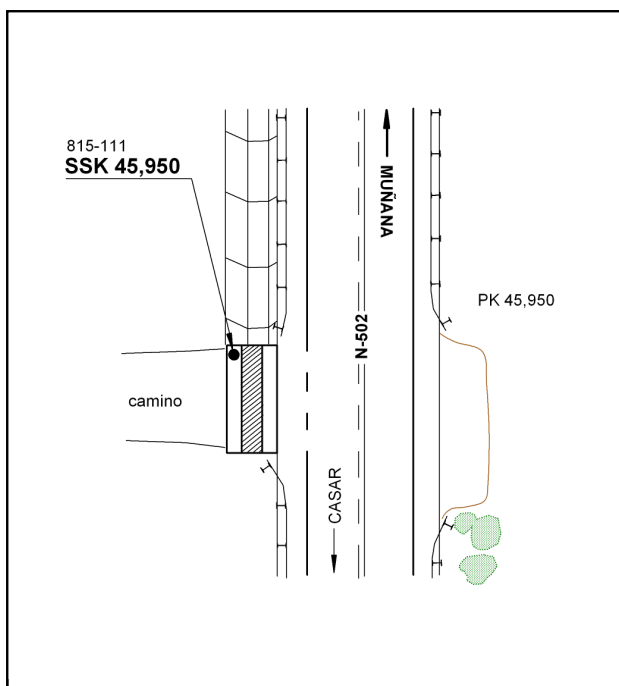 815-111
SSK 45,950
MUÑANA
PK 45,950
N-502
camino
CASAR